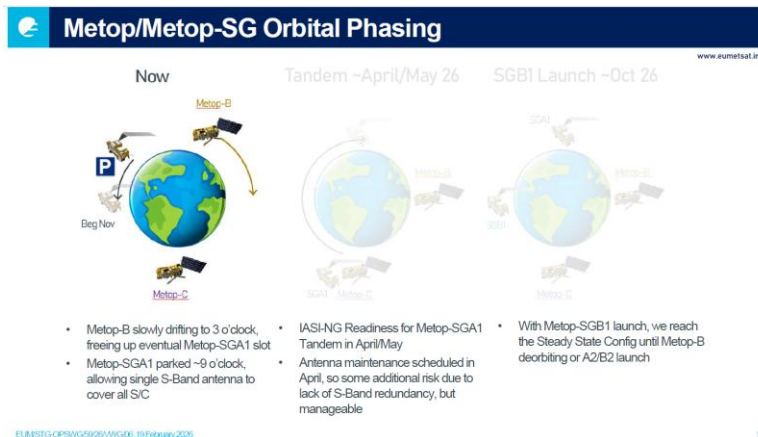 Metop/Metop-SG Orbital Phasing
www.eumetsat.in
Now
Metop-B
P
Beg Nov
Metop-C
Metop-B slowly drifting to 3 o'clock,
freeing up eventual Metop-SGA1 slot
Metop-SGA1 parked ~9 o'clock,
allowing single S-Band antenna to
cover all S/C
Tandem ~April/May 26
Metop-B
SGA1
Metop-C
IASI-NG Readiness for Metop-SGA1
Tandem in April/May
Antenna maintenance scheduled in
April, so some additional risk due to
lack of S-Band redundancy, but
manageable
SGB1 Launch ~Oct 26
SGA1
Metop-B
SGB1
Metop-C
With Metop-SGB1 launch, we reach
the Steady State Config until Metop-B
deorbiting or A2/B2 launch
19 February 2026